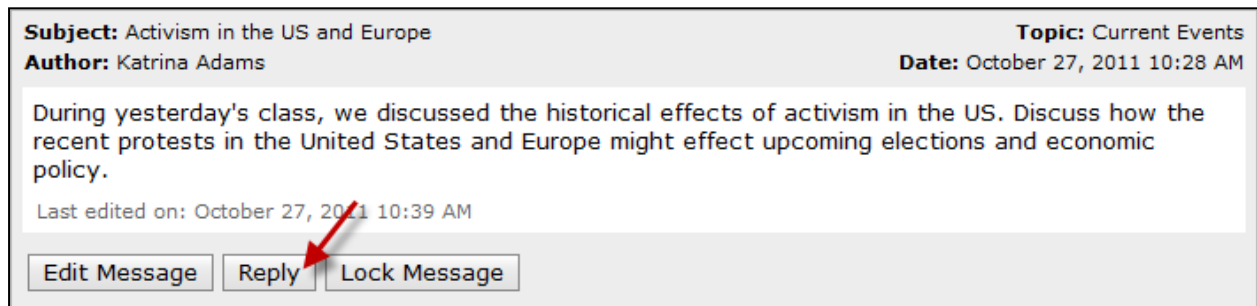 Subject: Activism in the US and Europe
Topic: Current Events
Author: Katrina Adams
Date: October 27, 2011 10:28 AM
During yesterday's class, we discussed the historical effects of activism in the US. Discuss how the
recent protests in the United States and Europe might effect upcoming elections and economic
policy.
Last edited on: October 27, 2011 10:39 AM
Edit Message
Reply
Lock Message